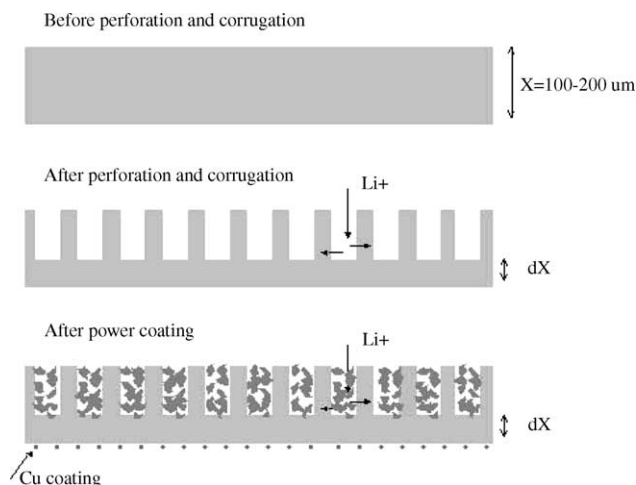 Before perforation and corrugation
X=100-200 um
After perforation and corrugation
Li+
dX
After power coating
Li+
dX
Cu coating